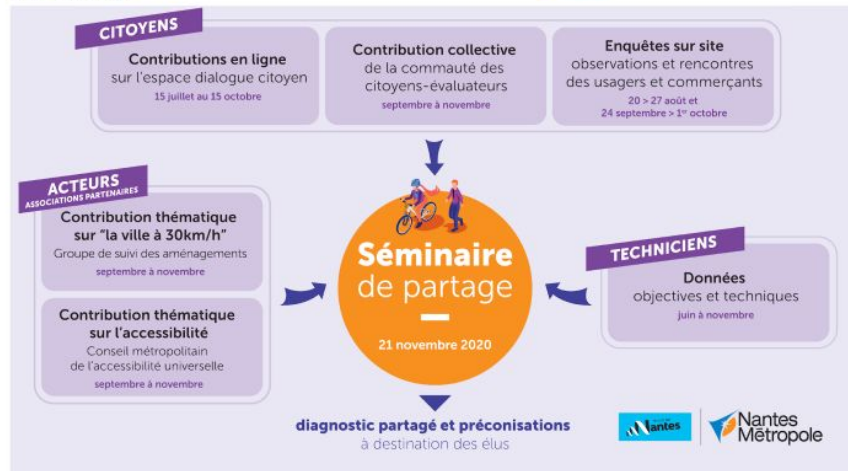 CITOYENS
Contributions en ligne
sur l'espace dialogue citoyen
15 juillet au 15 octobre
Contribution collective
de la commauté des
citoyens-évaluateurs
septembre à novembre
Enquêtes sur site
observations et rencontres
des usagers et commerçants
20 > 27 août et
24 septembre > 1er octobre
ACTEURS
ASSOCIATIONS PARTENAIRES
Contribution thématique
sur "la ville à 30km/h"
Groupe de suivi des aménagements
septembre à novembre
Contribution thématique
sur l'accessibilité
Conseil métropolitain
de l'accessibilité universelle
septembre à novembre
Séminaire
de partage
21 novembre 2020
TECHNICIENS
Données
objectives et techniques
juin à novembre
diagnostic partagé et préconisations
à destination des élus
Nantes
Nantes
Métropole